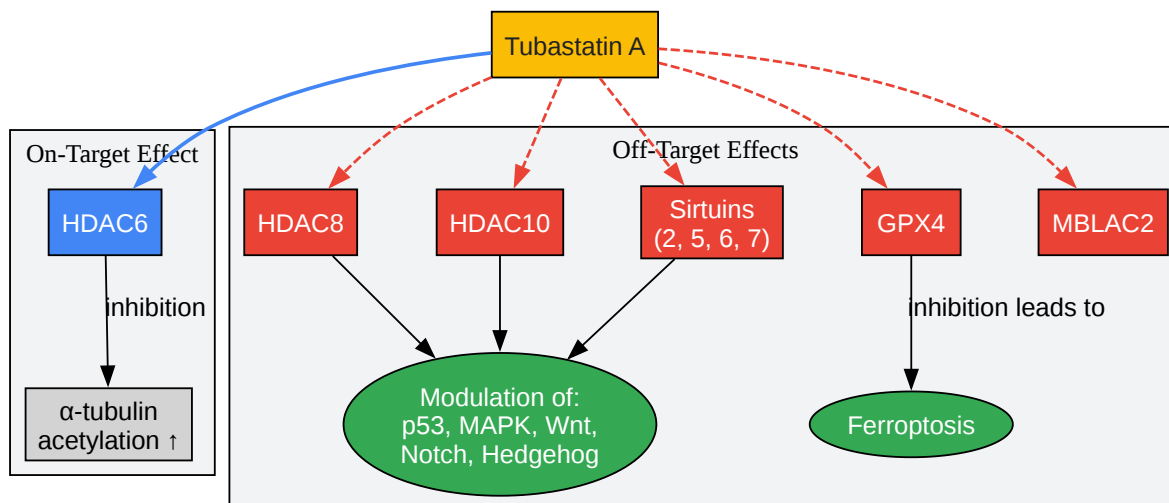 Tubastatin A
On-Target Effect
Off-Target Effects
HDAC6
HDAC8
HDAC10
Sirtuins
(2, 5, 6, 7)
GPX4
MBLAC2
inhibition
inhibition leads to
α-tubulin
acetylation ↑
Modulation of:
p53, MAPK, Wnt,
Notch, Hedgehog
Ferroptosis